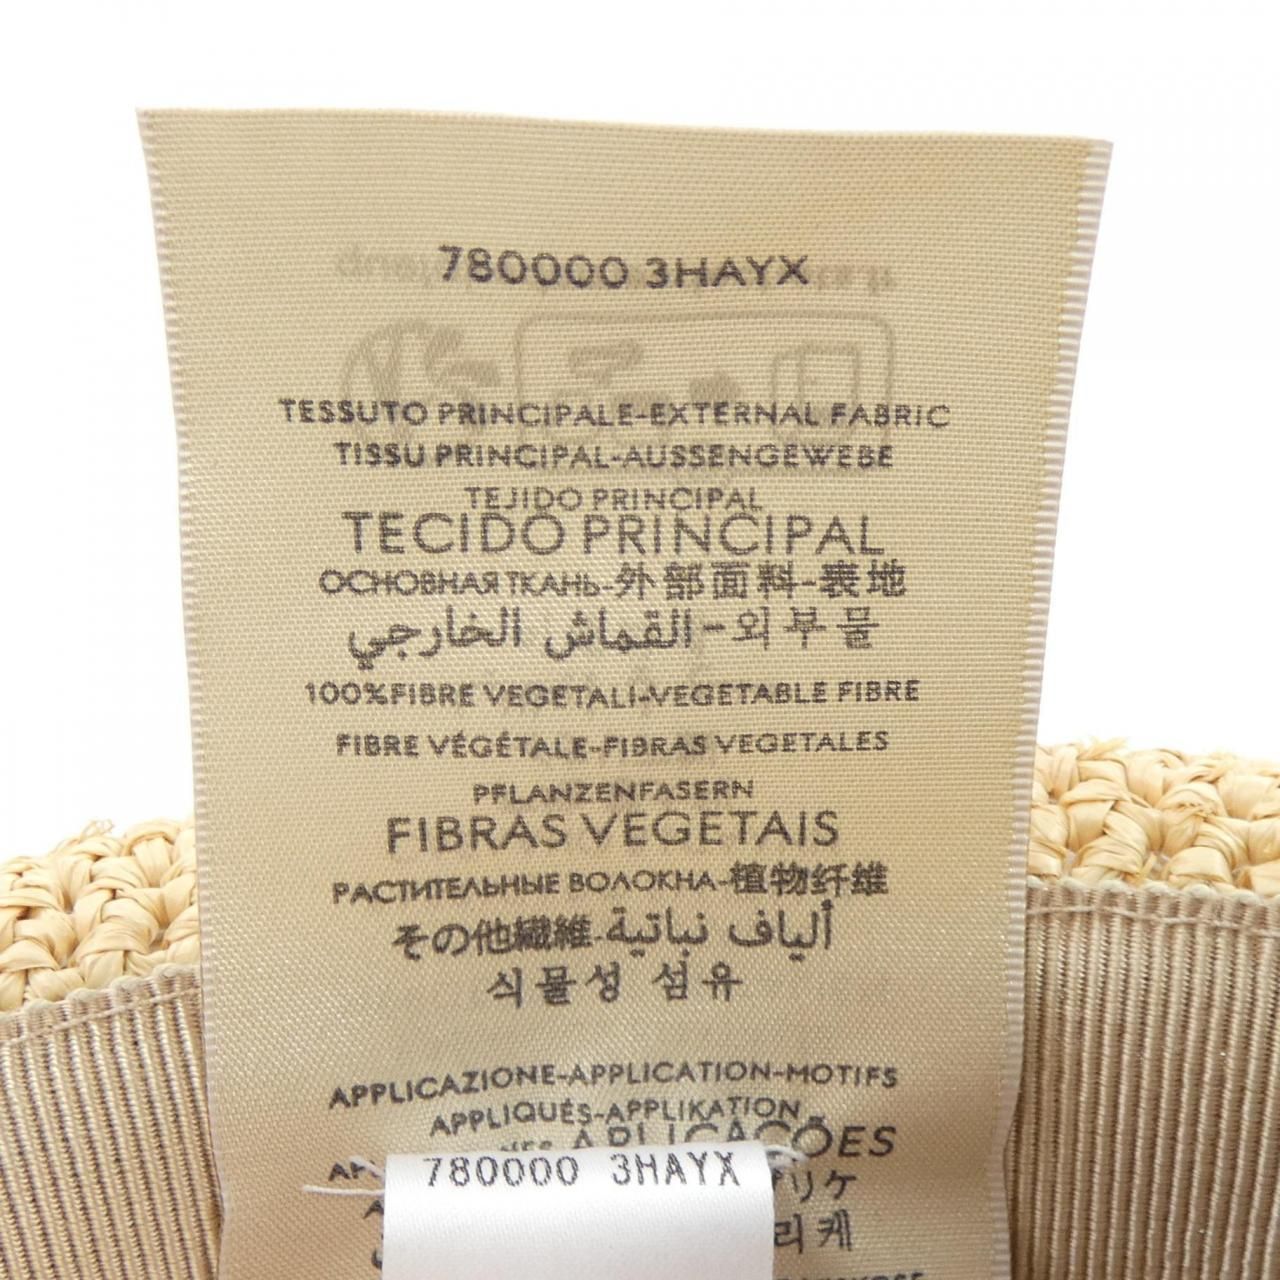 780000 3HAYX
TESSUTO PRINCIPALE-EXTERNAL FABRIC
TISSU PRINCIPAL-AUSSENGEWEBE
TEJIDO PRINCIPAL
TECIDO PRINCIPAL
ОСНОВНАЯ ТКАНЬ-外部面料-表地
القماش الخارجي-외부물
100%FIBRE VEGETALI-VEGETABLE FIBRE
FIBRE VÉGÉTALE-FIBRAS VEGETALES
PFLANZENFASERN
FIBRAS VEGETAIS
РАСТИТЕЛЬНЫЕ ВОЛОКНА-植物纤维
その他繊維-ألياف نباتية
식물성 섬유
APPLICAZIONE-APPLICATION-MOTIFS
APPLIQUÉS-APPLIKATION
APLICAÇÕES
780000 3HAYX